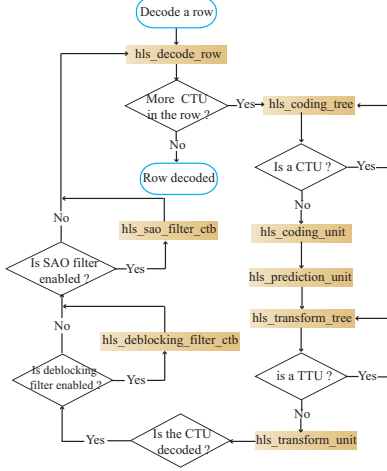 Decode a row
hls_decode_row
More CTU
in the row ?
Yes
hls_coding_tree
No
Is a CTU ?
Yes
Row decoded
No
No
hls_sao_filter_ctb
hls_coding_unit
Is SAO filter
enabled ?
Yes
hls_prediction_unit
No
hls_transform_tree
hls_deblocking_filter_ctb
Is deblocking
filter enabled ?
Yes
is a TTU ?
Yes
No
Is the CTU
decoded ?
Yes
Yes
hls_transform_unit